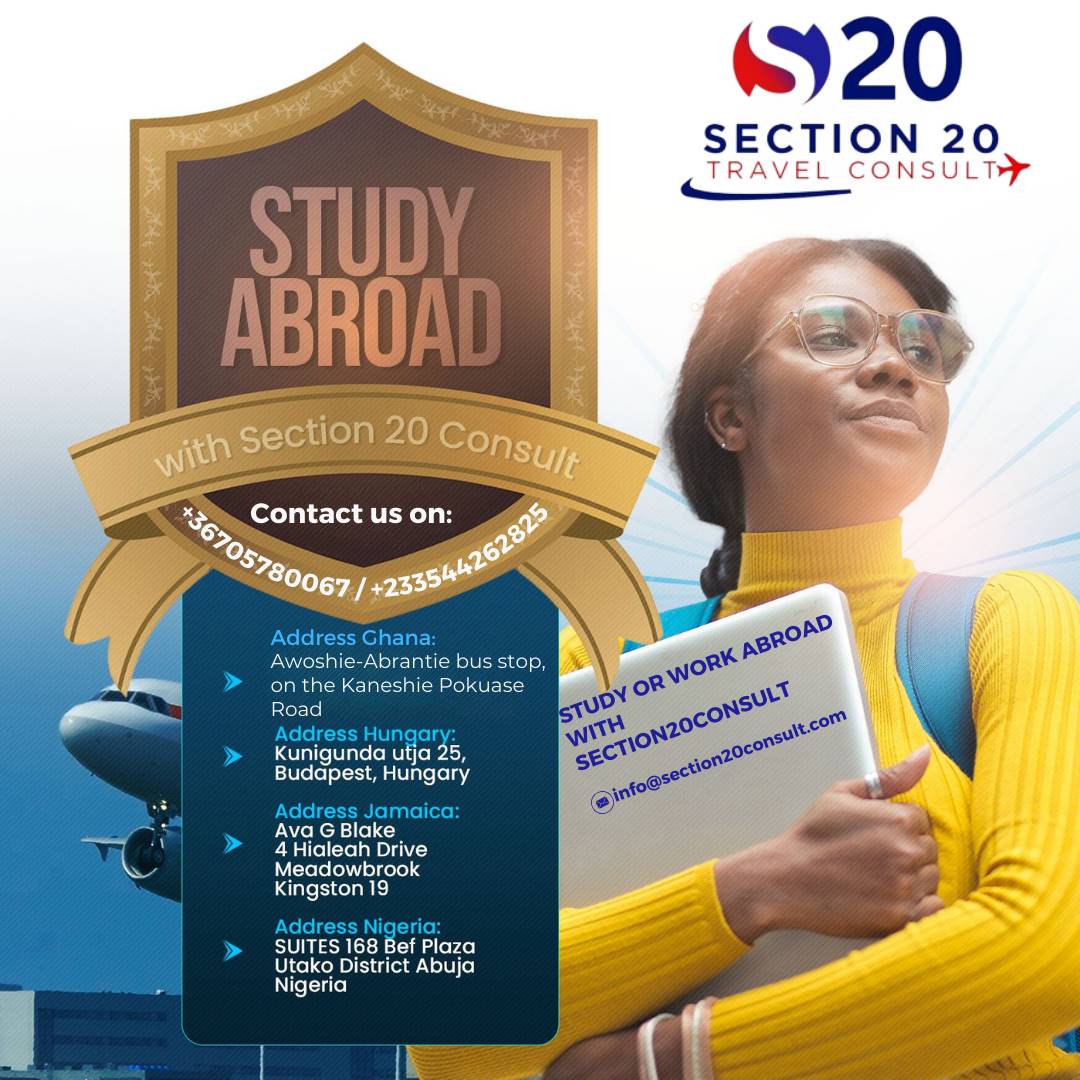 S20
SECTION 20
TRAVEL CONSULT
STUDY
ABROAD
with Section 20 Consult
Contact us on:
+36705780067 / +233544262825
Address Ghana:
Awoshie-Abrantie bus stop,
on the Kaneshie Pokuase
Road
Address Hungary:
Kunigunda utja 25,
Budapest, Hungary
Address Jamaica:
Ava G Blake
4 Hialeah Drive
Meadowbrook
Kingston 19
Address Nigeria:
SUITES 168 Bef Plaza
Utako District Abuja
Nigeria
STUDY OR WORK ABROAD
WITH
SECTION20CONSULT
info@section20consult.com